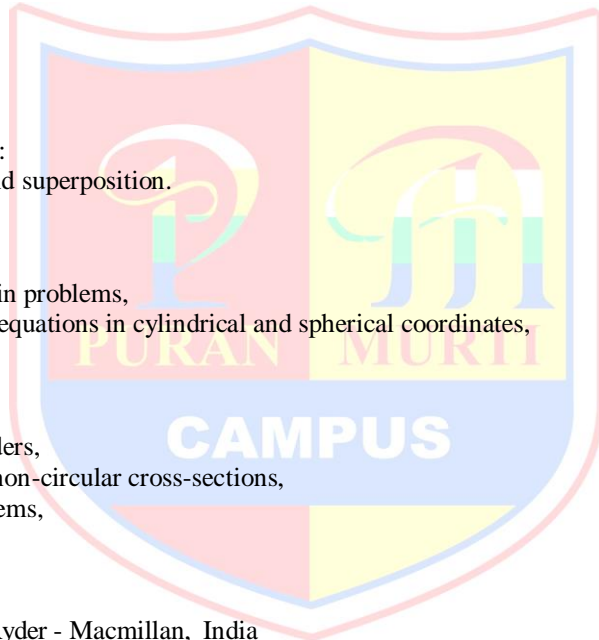 :
d superposition.
in problems,
equations in cylindrical and spherical coordinates,
PURAN MURTI
ders,
CAMPUS
non-circular cross-sections,
ems,
yder - Macmillan, India